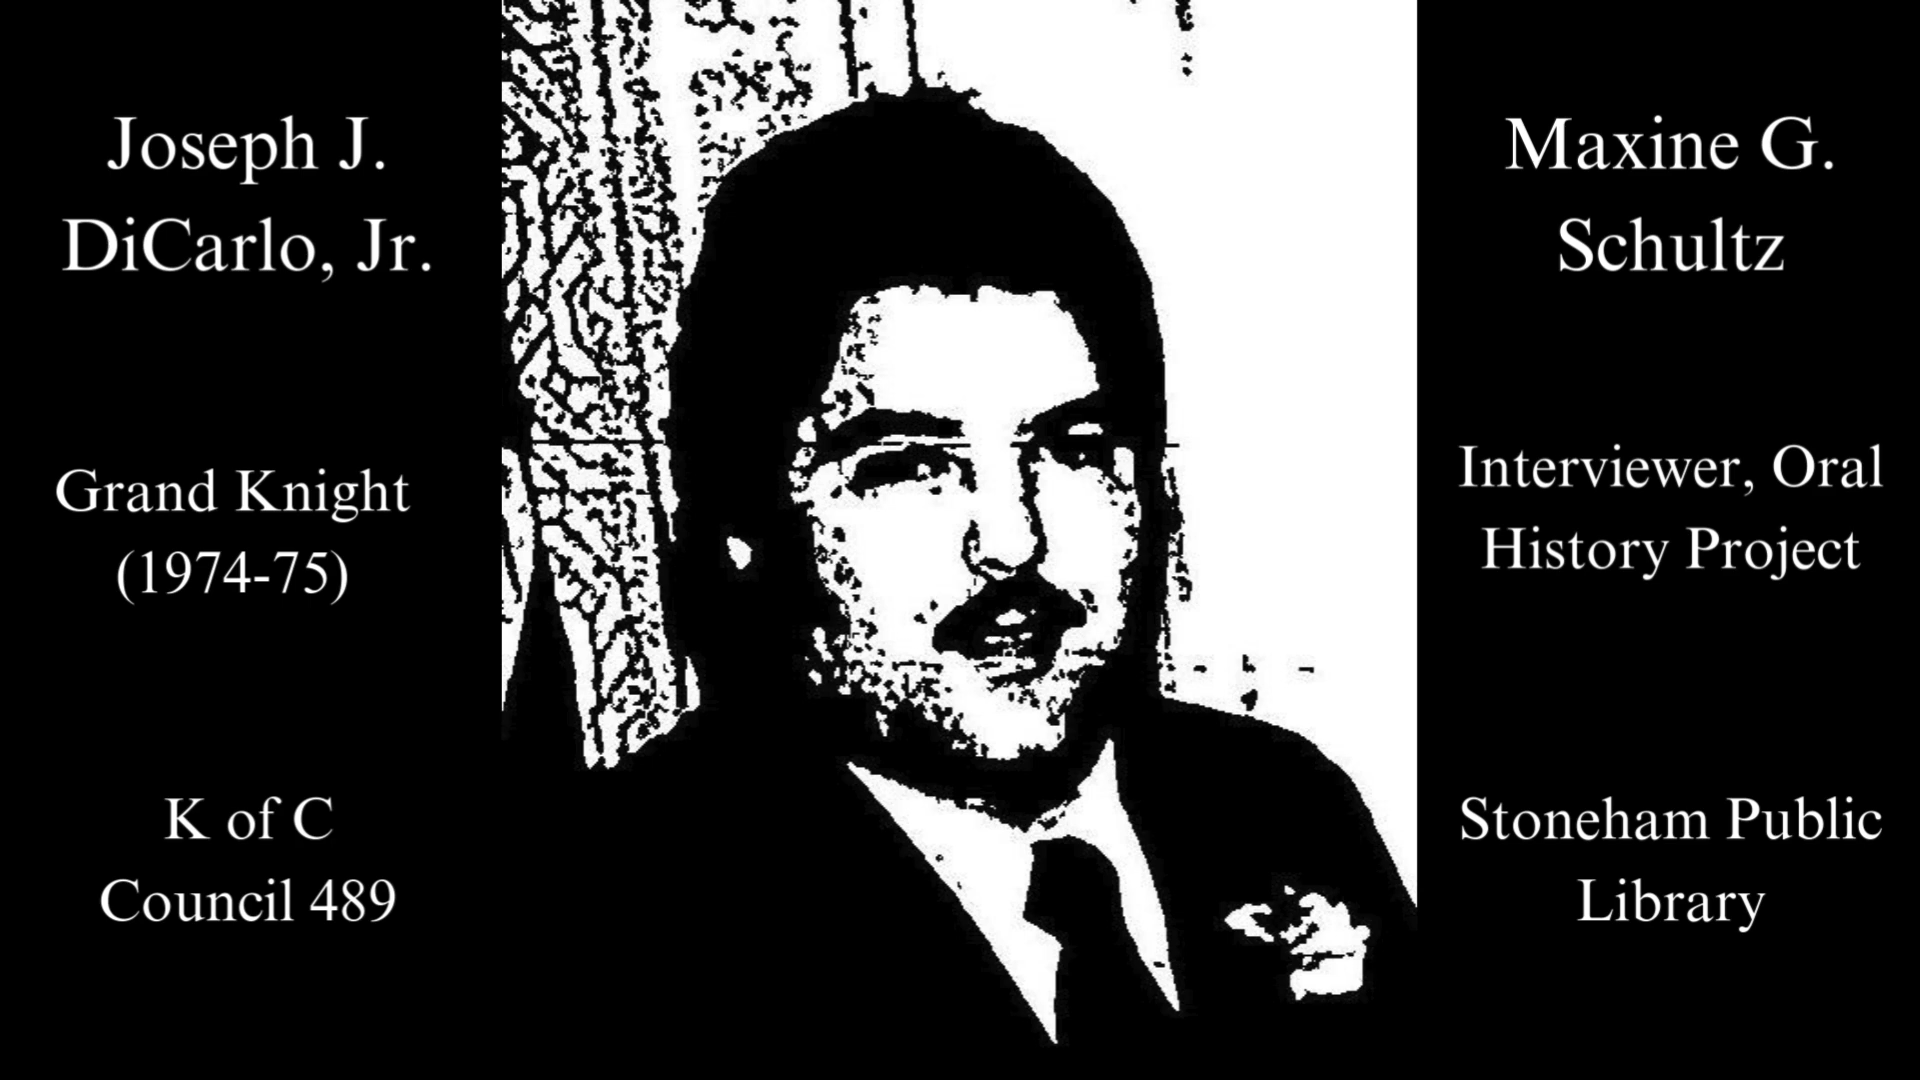 Joseph J.
DiCarlo, Jr.
Grand Knight
(1974-75)
K of C
Council 489
Maxine G.
Schultz
Interviewer, Oral
History Project
Stoneham Public
Library